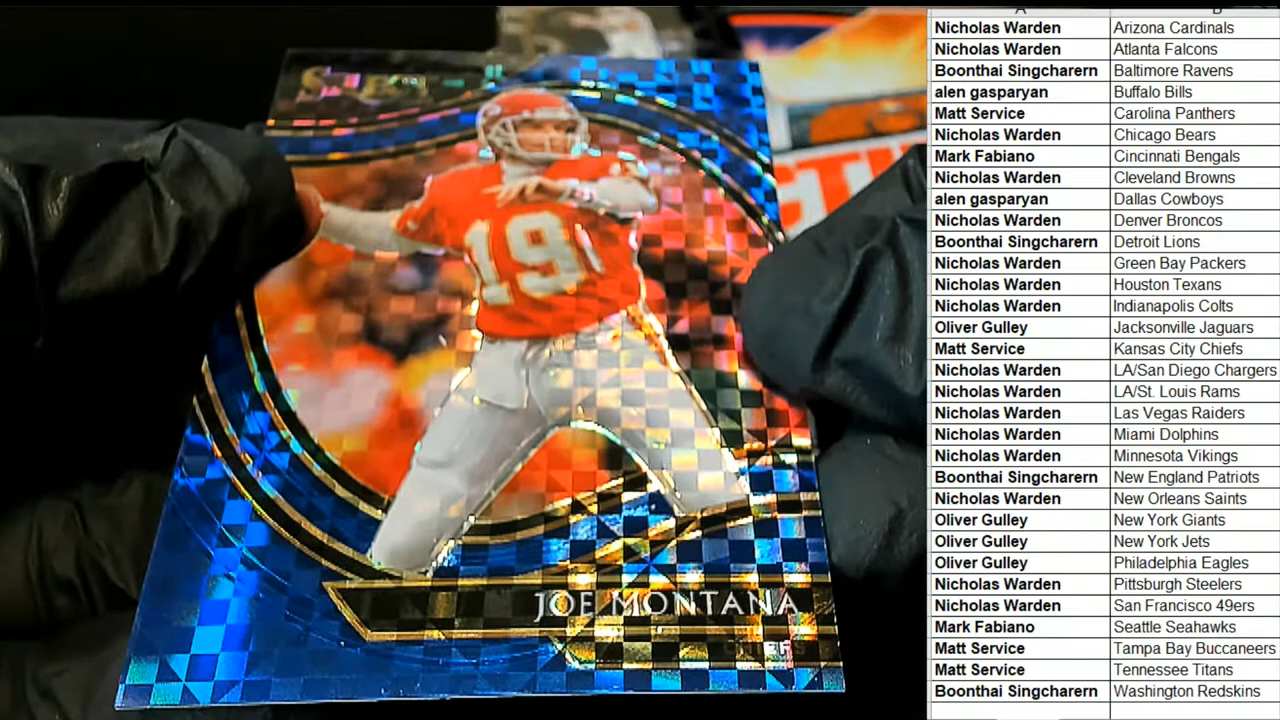 Select
19
JOE MONTANA
CHIEFS
A B
Nicholas Warden Arizona Cardinals
Nicholas Warden Atlanta Falcons
Boonthai Singcharern Baltimore Ravens
alen gasparyan Buffalo Bills
Matt Service Carolina Panthers
Nicholas Warden Chicago Bears
Mark Fabiano Cincinnati Bengals
Nicholas Warden Cleveland Browns
alen gasparyan Dallas Cowboys
Nicholas Warden Denver Broncos
Boonthai Singcharern Detroit Lions
Nicholas Warden Green Bay Packers
Nicholas Warden Houston Texans
Nicholas Warden Indianapolis Colts
Oliver Gulley Jacksonville Jaguars
Matt Service Kansas City Chiefs
Nicholas Warden LA/San Diego Chargers
Nicholas Warden LA/St. Louis Rams
Nicholas Warden Las Vegas Raiders
Nicholas Warden Miami Dolphins
Nicholas Warden Minnesota Vikings
Boonthai Singcharern New England Patriots
Nicholas Warden New Orleans Saints
Oliver Gulley New York Giants
Oliver Gulley New York Jets
Oliver Gulley Philadelphia Eagles
Nicholas Warden Pittsburgh Steelers
Nicholas Warden San Francisco 49ers
Mark Fabiano Seattle Seahawks
Matt Service Tampa Bay Buccaneers
Matt Service Tennessee Titans
Boonthai Singcharern Washington Redskins